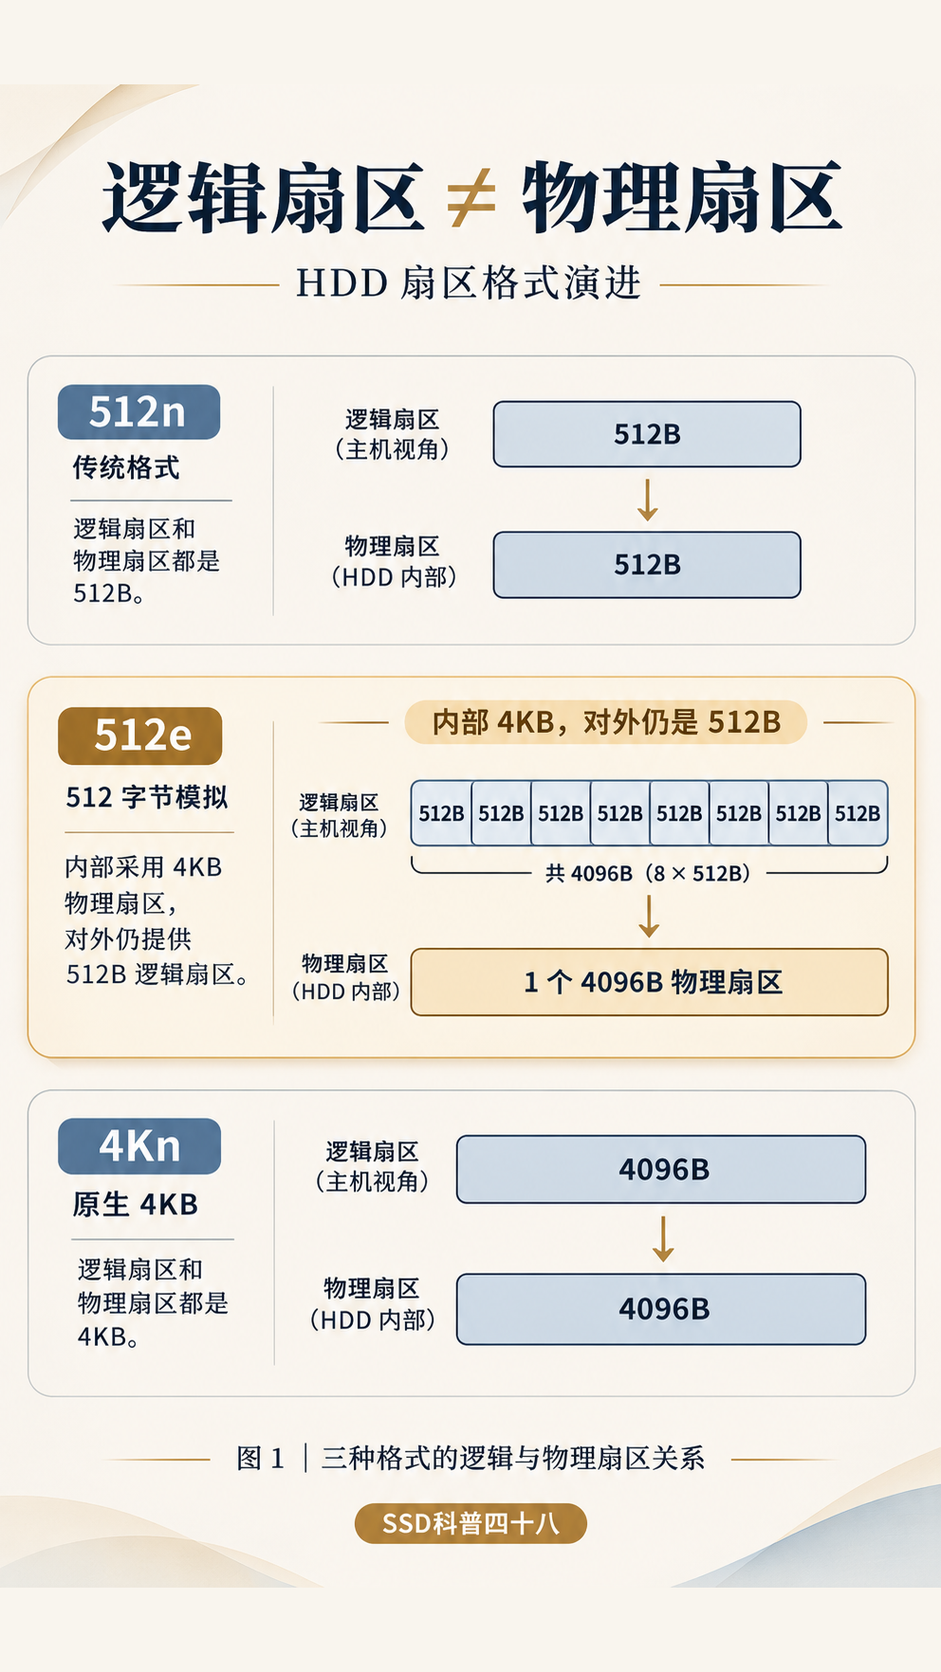 逻辑扇区 ≠ 物理扇区
HDD 扇区格式演进
512n
传统格式
逻辑扇区和
物理扇区都是
512B。
逻辑扇区
（主机视角）
512B
物理扇区
（HDD 内部）
512B
512e
512 字节模拟
内部采用 4KB
物理扇区，
对外仍提供
512B 逻辑扇区。
内部 4KB，对外仍是 512B
逻辑扇区
（主机视角）
512B 512B 512B 512B 512B 512B 512B 512B
共 4096B（8 × 512B）
物理扇区
（HDD 内部）
1 个 4096B 物理扇区
4Kn
原生 4KB
逻辑扇区和
物理扇区都是
4KB。
逻辑扇区
（主机视角）
4096B
物理扇区
（HDD 内部）
4096B
图 1｜三种格式的逻辑与物理扇区关系
SSD科普四十八